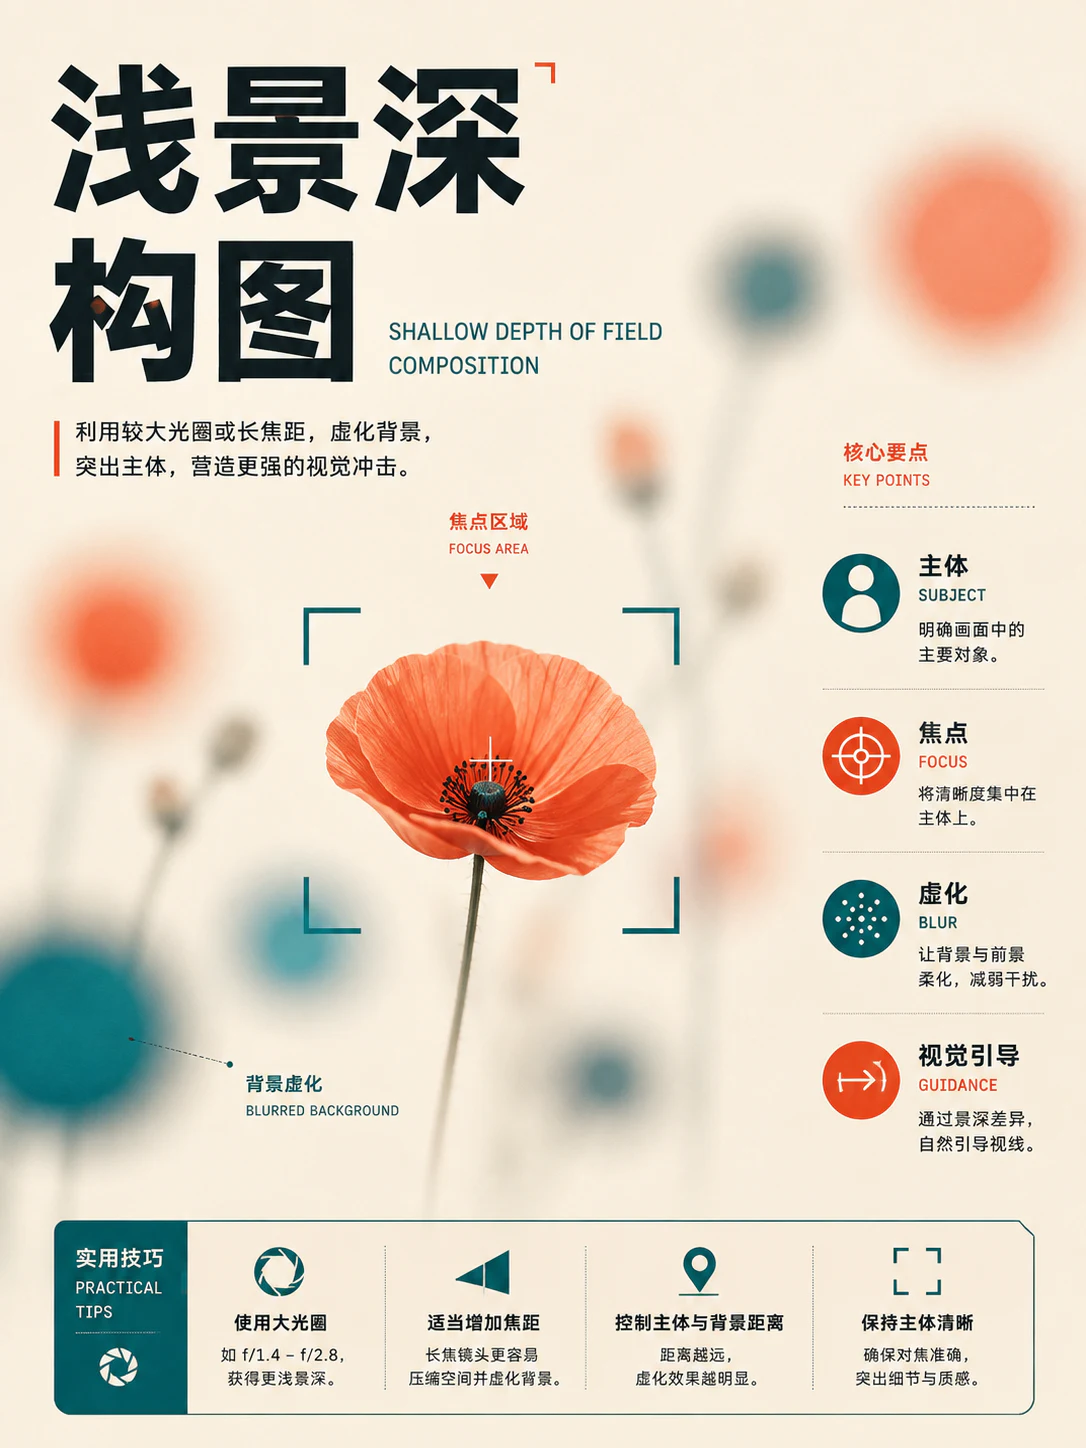 浅景深
构图
SHALLOW DEPTH OF FIELD
COMPOSITION
利用较大光圈或长焦距，虚化背景，
突出主体，营造更强的视觉冲击。
焦点区域
FOCUS AREA
背景虚化
BLURRED BACKGROUND
核心要点
KEY POINTS
主体
SUBJECT
明确画面中的
主要对象。
焦点
FOCUS
将清晰度集中在
主体上。
虚化
BLUR
让背景与前景
柔化，减弱干扰。
视觉引导
GUIDANCE
通过景深差异，
自然引导视线。
实用技巧
PRACTICAL
TIPS
使用大光圈
如 f/1.4 – f/2.8，
获得更浅景深。
适当增加焦距
长焦镜头更容易
压缩空间并虚化背景。
控制主体与背景距离
距离越远，
虚化效果越明显。
保持主体清晰
确保对焦准确，
突出细节与质感。